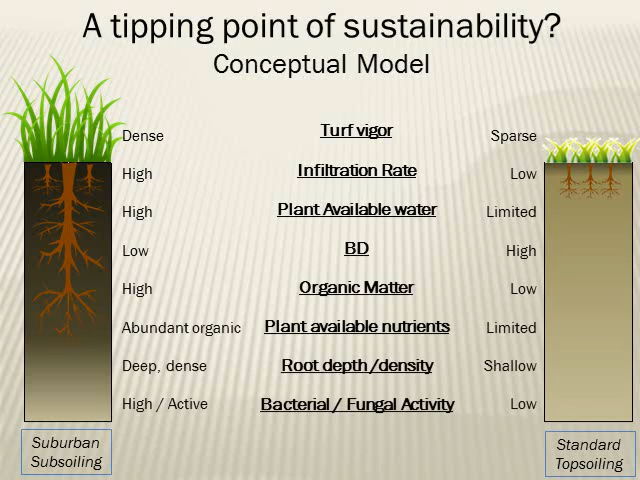 A tipping point of sustainability?
Conceptual Model
Dense Turf vigor Sparse
High Infiltration Rate Low
High Plant Available water Limited
Low BD High
High Organic Matter Low
Abundant organic Plant available nutrients Limited
Deep, dense Root depth/density Shallow
High / Active Bacterial / Fungal Activity Low
Suburban
Subsoiling
Standard
Topsoiling